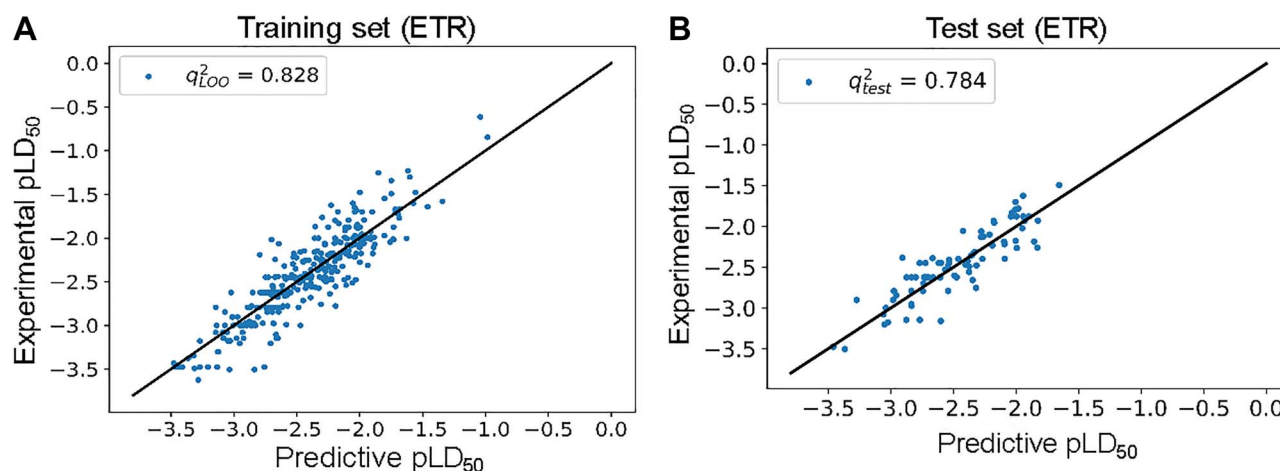 A
Training set (ETR)
q²LOO = 0.828
Experimental pLD50
0.0
−0.5
−1.0
−1.5
−2.0
−2.5
−3.0
−3.5
−3.5 −3.0 −2.5 −2.0 −1.5 −1.0 −0.5 0.0
Predictive pLD50
B
Test set (ETR)
q²test = 0.784
Experimental pLD50
0.0
−0.5
−1.0
−1.5
−2.0
−2.5
−3.0
−3.5
−3.5 −3.0 −2.5 −2.0 −1.5 −1.0 −0.5 0.0
Predictive pLD50